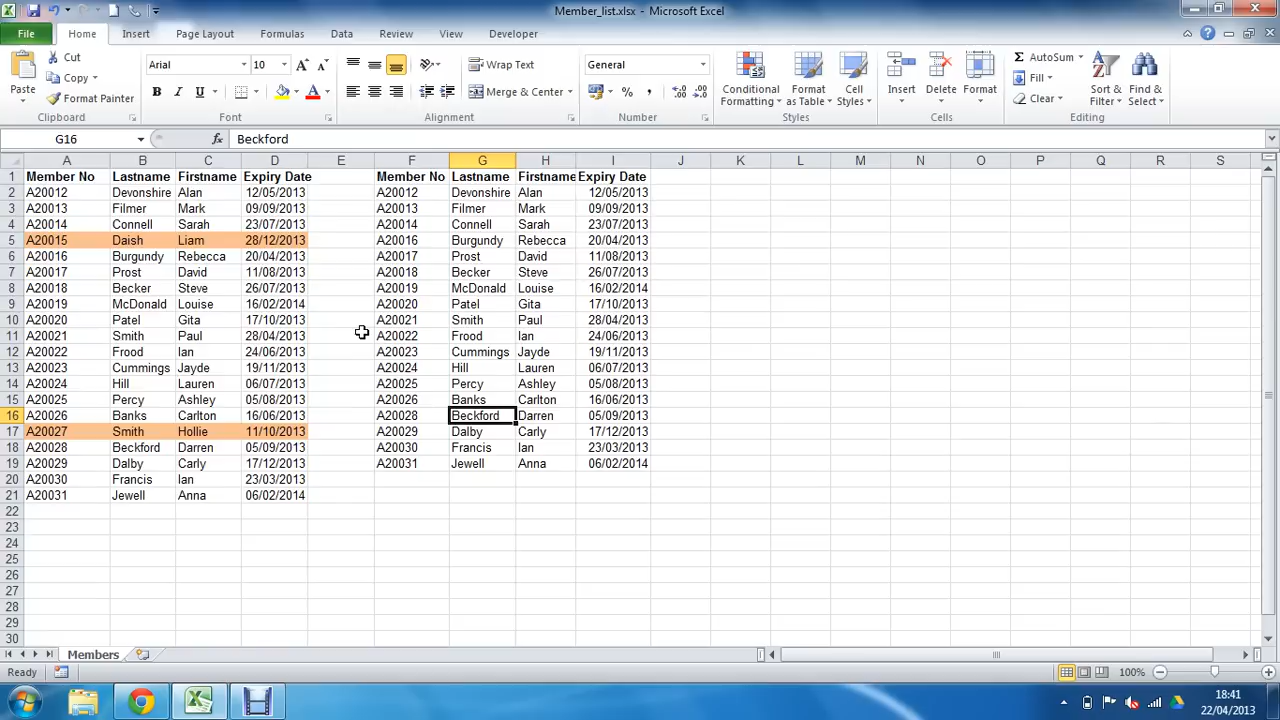 Member_list.xlsx - Microsoft Excel
File Home Insert Page Layout Formulas Data Review View Developer
Paste
Cut
Copy
Format Painter
Clipboard
Arial 10
B I U
Font
Wrap Text
Merge & Center
Alignment
General
Number
Conditional Formatting
Format as Table
Cell Styles
Styles
Insert
Delete
Format
Cells
AutoSum
Fill
Clear
Sort & Filter
Find & Select
Editing
G16 fx Beckford
A B C D E F G H I J K L M N O P Q R S
1 Member No Lastname Firstname Expiry Date Member No Lastname Firstname Expiry Date
2 A20012 Devonshire Alan 12/05/2013 A20012 Devonshire Alan 12/05/2013
3 A20013 Filmer Mark 09/09/2013 A20013 Filmer Mark 09/09/2013
4 A20014 Connell Sarah 23/07/2013 A20014 Connell Sarah 23/07/2013
5 A20015 Daish Liam 28/12/2013 A20016 Burgundy Rebecca 20/04/2013
6 A20016 Burgundy Rebecca 20/04/2013 A20017 Prost David 11/08/2013
7 A20017 Prost David 11/08/2013 A20018 Becker Steve 26/07/2013
8 A20018 Becker Steve 26/07/2013 A20019 McDonald Louise 16/02/2014
9 A20019 McDonald Louise 16/02/2014 A20020 Patel Gita 17/10/2013
10 A20020 Patel Gita 17/10/2013 A20021 Smith Paul 28/04/2013
11 A20021 Smith Paul 28/04/2013 A20022 Frood Ian 24/06/2013
12 A20022 Frood Ian 24/06/2013 A20023 Cummings Jayde 19/11/2013
13 A20023 Cummings Jayde 19/11/2013 A20024 Hill Lauren 06/07/2013
14 A20024 Hill Lauren 06/07/2013 A20025 Percy Ashley 05/08/2013
15 A20025 Percy Ashley 05/08/2013 A20026 Banks Carlton 16/06/2013
16 A20026 Banks Carlton 16/06/2013 A20028 Beckford Darren 05/09/2013
17 A20027 Smith Hollie 11/10/2013 A20029 Dalby Carly 17/12/2013
18 A20028 Beckford Darren 05/09/2013 A20030 Francis Ian 23/03/2013
19 A20029 Dalby Carly 17/12/2013 A20031 Jewell Anna 06/02/2014
20 A20030 Francis Ian 23/03/2013
21 A20031 Jewell Anna 06/02/2014
22
23
24
25
26
27
28
29
30
Members
Ready 100%
18:41
22/04/2013